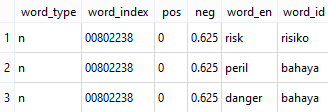 word_type word_index pos neg word_en word_id
1 n 00802238 0 0.625 risk risiko
2 n 00802238 0 0.625 peril bahaya
3 n 00802238 0 0.625 danger bahaya